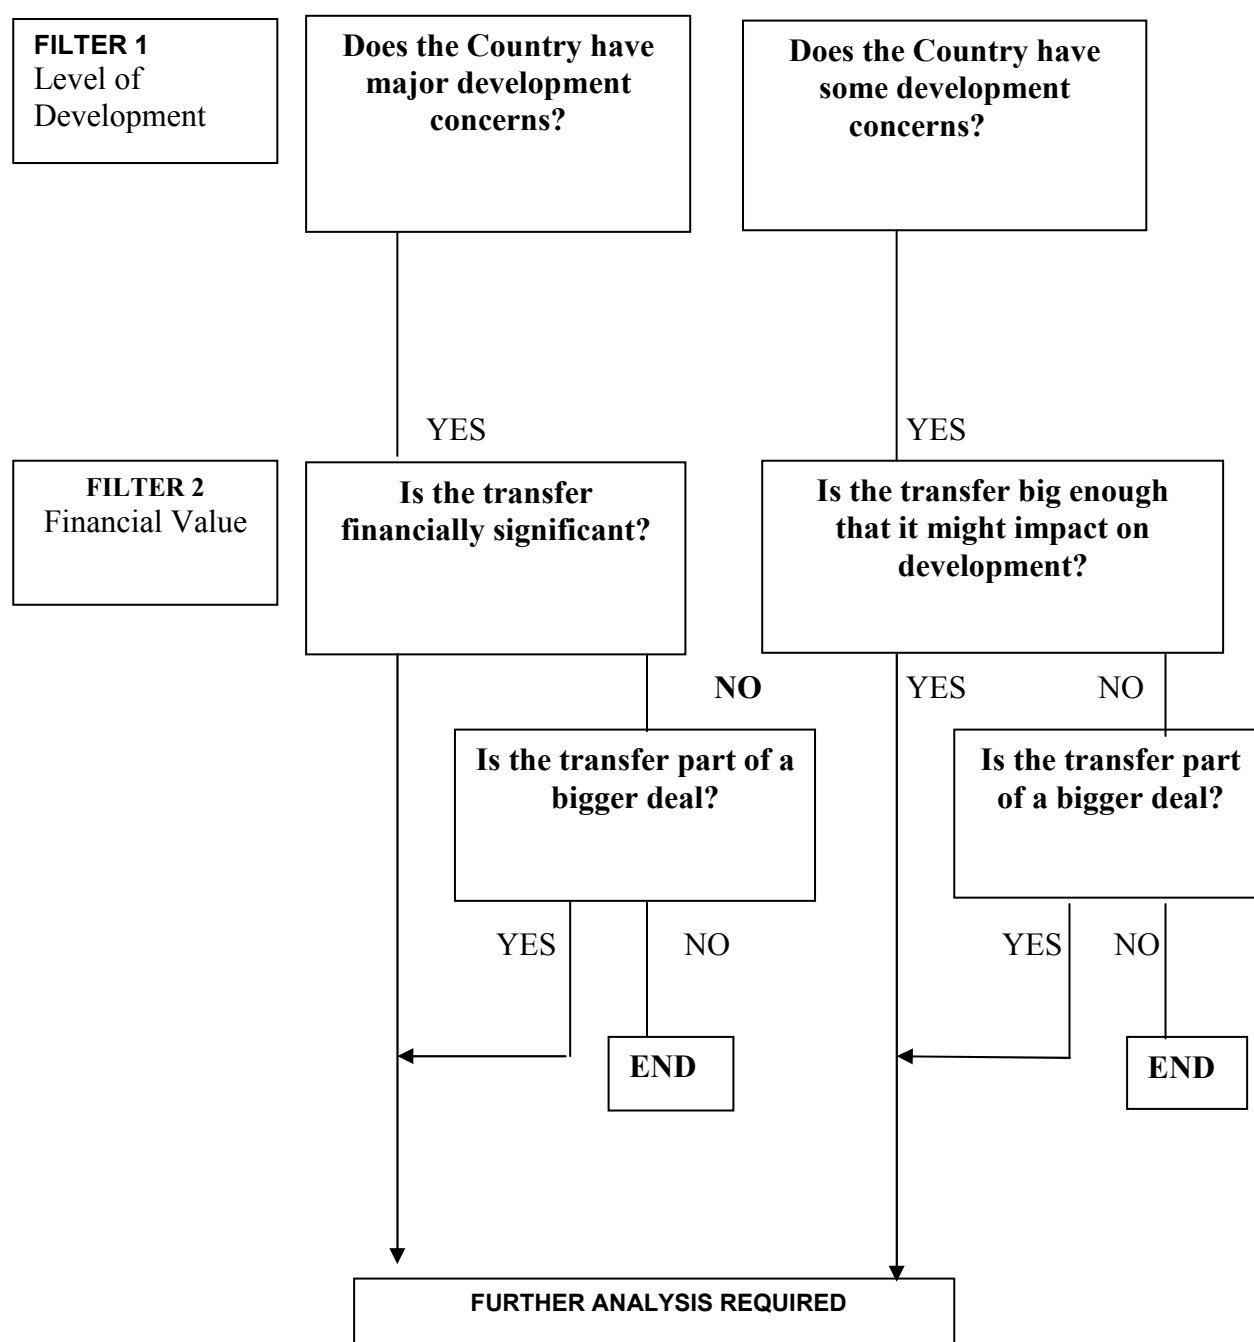 FILTER 1
Level of
Development
Does the Country have
major development
concerns?
Does the Country have
some development
concerns?
YES
YES
FILTER 2
Financial Value
Is the transfer
financially significant?
Is the transfer big enough
that it might impact on
development?
NO
YES
NO
Is the transfer part of a
bigger deal?
Is the transfer part
of a bigger deal?
YES
NO
YES
NO
END
END
FURTHER ANALYSIS REQUIRED